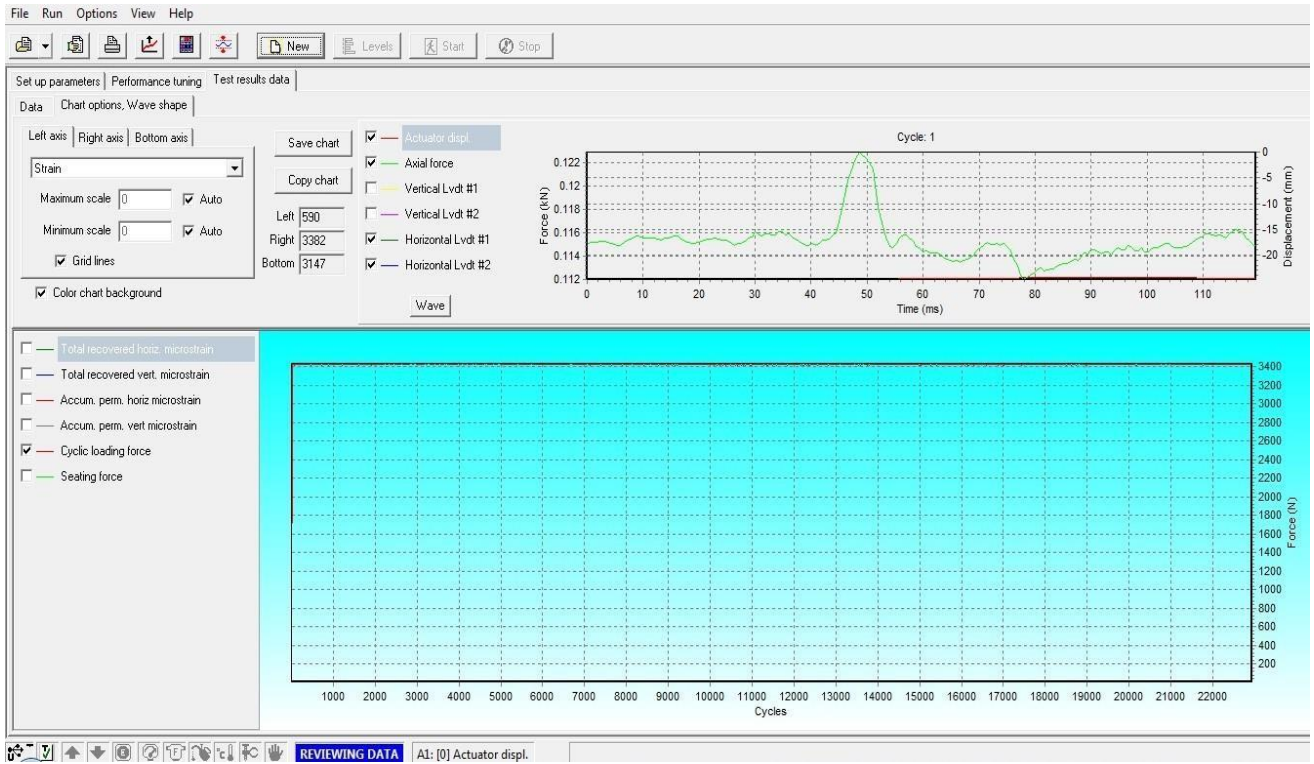 File Run Options View Help
New Levels Start Stop
Set up parameters Performance tuning Test results data
Data Chart options, Wave shape
Left axis Right axis Bottom axis
Strain
Maximum scale 0 Auto
Minimum scale 0 Auto
Grid lines
Color chart background
Save chart
Copy chart
Left 590
Right 3382
Bottom 3147
Actuator displ.
Axial force
Vertical Lvdt #1
Vertical Lvdt #2
Horizontal Lvdt #1
Horizontal Lvdt #2
Wave
Cycle: 1
Force (kN)
0.122
0.12
0.118
0.116
0.114
0.112
0
-5
-10
-15
-20
Displacement (mm)
0 10 20 30 40 50 60 70 80 90 100 110
Time (ms)
Total recovered horiz. microstrain
Total recovered vert. microstrain
Accum. perm. horiz microstrain
Accum. perm. vert microstrain
Cyclic loading force
Seating force
3400
3200
3000
2800
2600
2400
2200
2000
1800
1600
1400
1200
1000
800
600
400
200
Force (N)
1000 2000 3000 4000 5000 6000 7000 8000 9000 10000 11000 12000 13000 14000 15000 16000 17000 18000 19000 20000 21000 22000
Cycles
REVIEWING DATA A1: [0] Actuator displ.